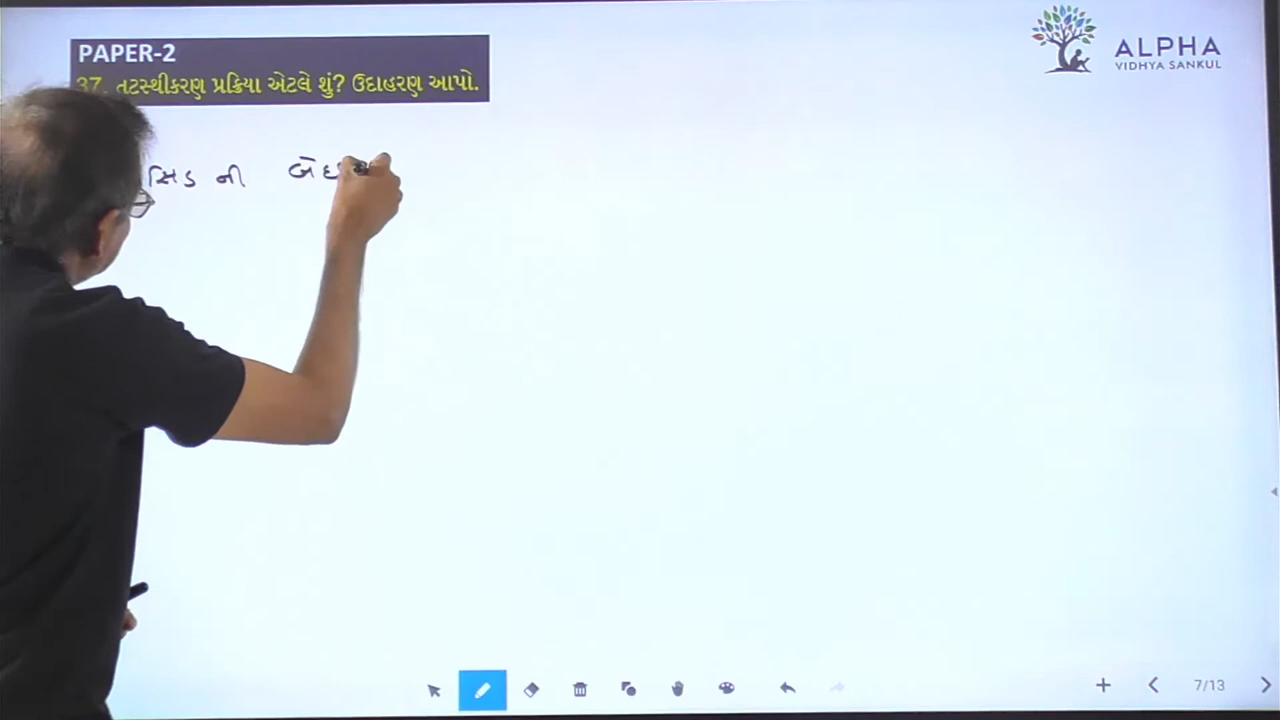 PAPER-2
37. તટસ્થીકરણ પ્રક્રિયા એટલે શું? ઉદાહરણ આપો.
ALPHA
VIDHYA SANKUL
સિડ ની
7/13